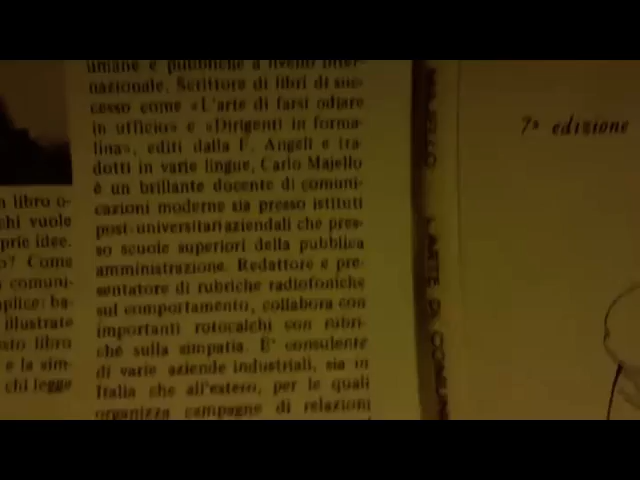 umane e pubbliche a livello inter-
nazionale. Scrittore di libri di suc-
cesso come «L'arte di farsi odiare
in ufficio» e «Dirigenti in forma-
lina», editi dalla F. Angeli e tra-
dotti in varie lingue, Carlo Majello
è un brillante docente di comuni-
cazioni moderne sia presso istituti
post-universitari aziendali che pres-
so scuole superiori della pubblica
amministrazione. Redattore e pre-
sentatore di rubriche radiofoniche
sul comportamento, collabora con
importanti rotocalchi con rubri-
che sulla simpatia. E' consulente
di varie aziende industriali, sia in
Italia che all'estero, per le quali
organizza campagne di relazioni
n libro o-
chi vuole
prie idee.
o? Come
comuni-
plice: ba-
illustrate
sto libro
e la sim-
chi legge
MAJELLO L'ARTE DI COMUN
7ª edizione